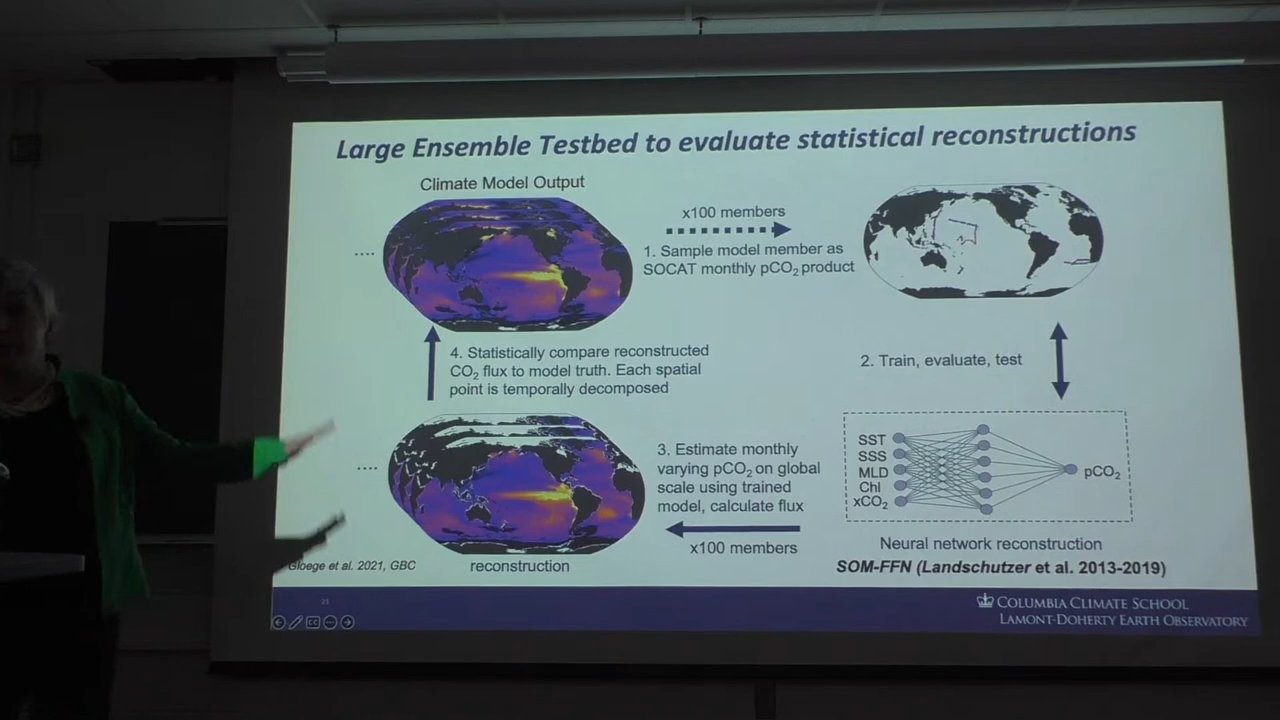 Large Ensemble Testbed to evaluate statistical reconstructions
Climate Model Output
....
x100 members
1. Sample model member as
SOCAT monthly pCO₂ product
4. Statistically compare reconstructed
CO₂ flux to model truth. Each spatial
point is temporally decomposed
2. Train, evaluate, test
....
3. Estimate monthly
varying pCO₂ on global
scale using trained
model, calculate flux
x100 members
SST
SSS
MLD
Chl
xCO₂
pCO₂
Neural network reconstruction
SOM-FFN (Landschutzer et al. 2013-2019)
Gloege et al. 2021, GBC
reconstruction
23
CC
COLUMBIA CLIMATE SCHOOL
LAMONT-DOHERTY EARTH OBSERVATORY